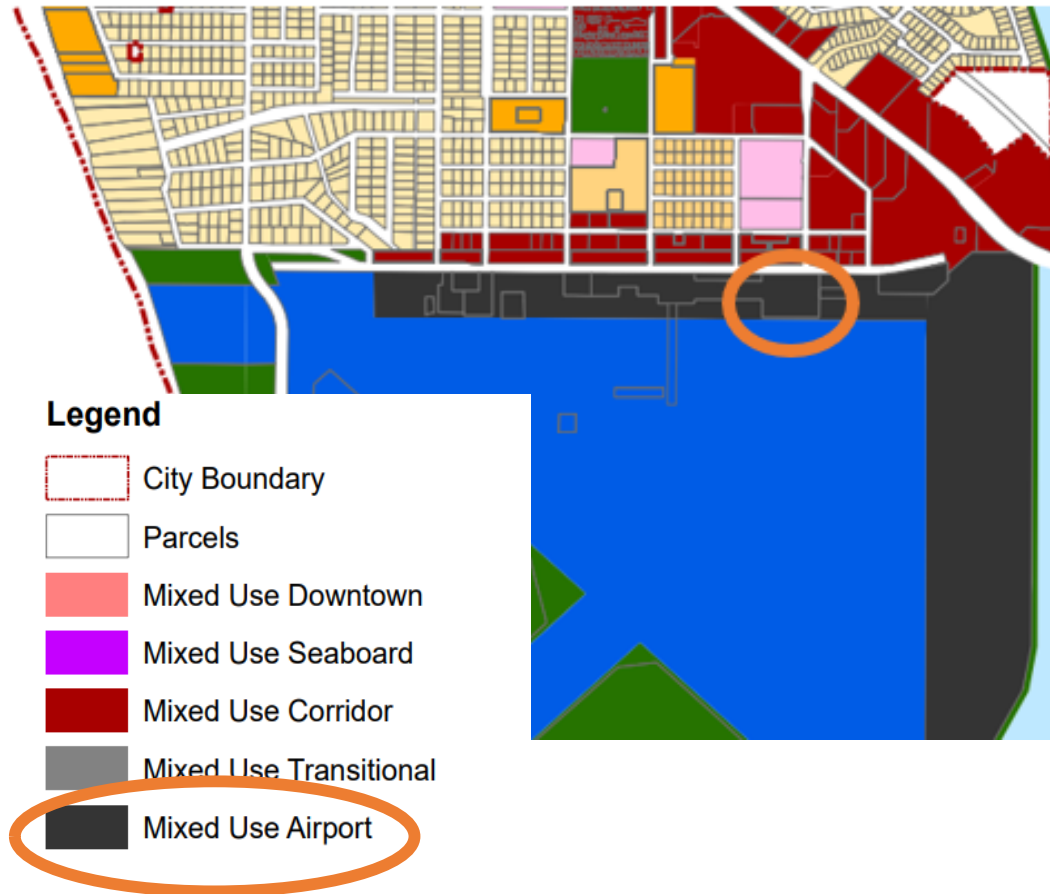 Legend
City Boundary
Parcels
Mixed Use Downtown
Mixed Use Seaboard
Mixed Use Corridor
Mixed Use Transitional
Mixed Use Airport